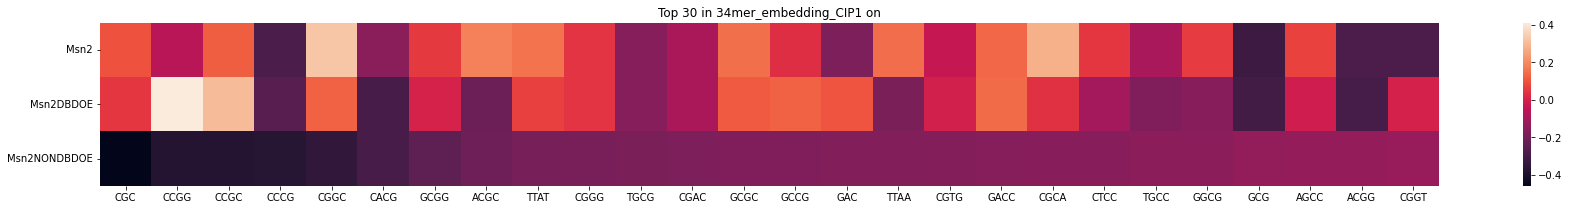 Top 30 in 34mer_embedding_CIP1 on
Msn2
Msn2DBDOE
Msn2NONDBDOE
CGC CCGG CCGC CCCG CGGC CACG GCGG ACGC TTAT CGGG TGCG CGAC GCGC GCCG GAC TTAA CGTG GACC CGCA CTCC TGCC GGCG GCG AGCC ACGG CGGT
0.4
0.2
0.0
−0.2
−0.4